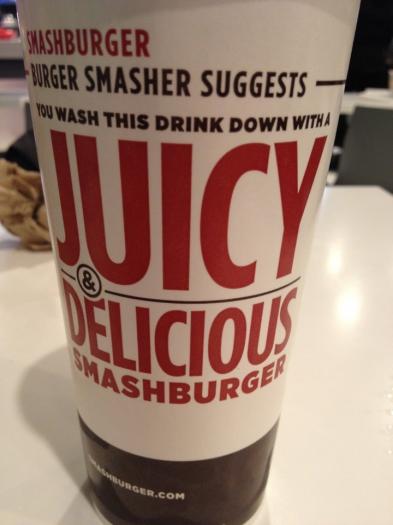 SMASHBURGER
BURGER SMASHER SUGGESTS
YOU WASH THIS DRINK DOWN WITH A
JUICY
&
DELICIOUS
SMASHBURGER
SMASHBURGER.COM